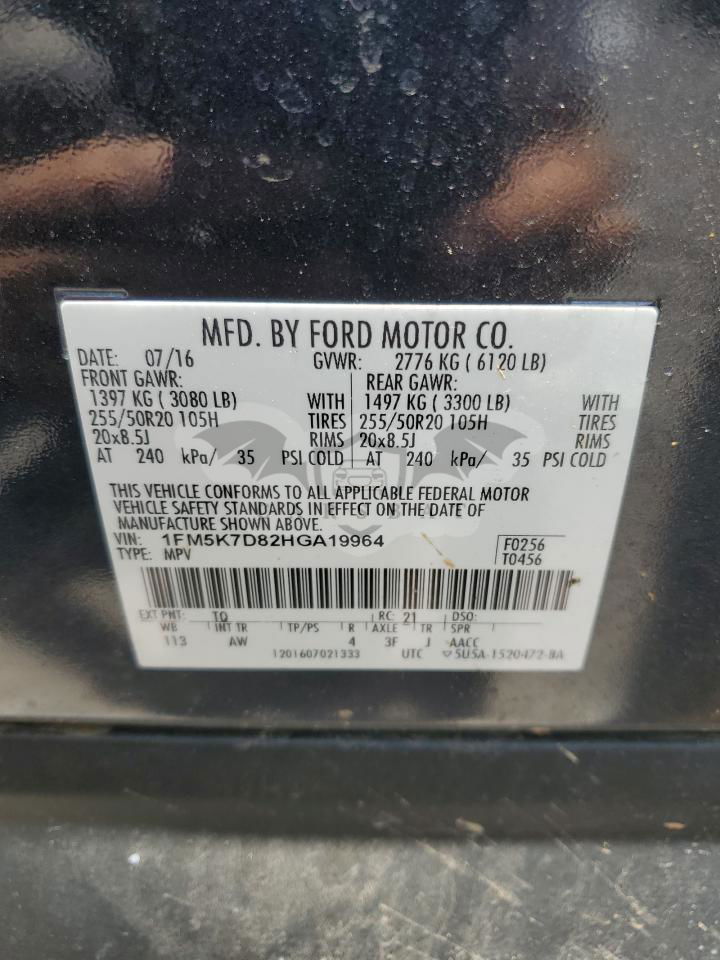 MFD. BY FORD MOTOR CO.
DATE: 07/16 GVWR: 2776 KG ( 6120 LB)
FRONT GAWR: REAR GAWR:
1397 KG ( 3080 LB) WITH 1497 KG ( 3300 LB) WITH
255/50R20 105H TIRES 255/50R20 105H TIRES
20x8.5J RIMS 20x8.5J RIMS
AT 240 kPa/ 35 PSI COLD AT 240 kPa/ 35 PSI COLD
THIS VEHICLE CONFORMS TO ALL APPLICABLE FEDERAL MOTOR
VEHICLE SAFETY STANDARDS IN EFFECT ON THE DATE OF
MANUFACTURE SHOWN ABOVE.
VIN: 1FM5K7D82HGA19964 F0256
TYPE: MPV T0456
EXT PNT: TQ RC: 21 DSO:
WB INT TR TP/PS R AXLE TR SPR
113 AW 4 3F J AACC
1201607021333 UTC 5U5A-1520472-BA